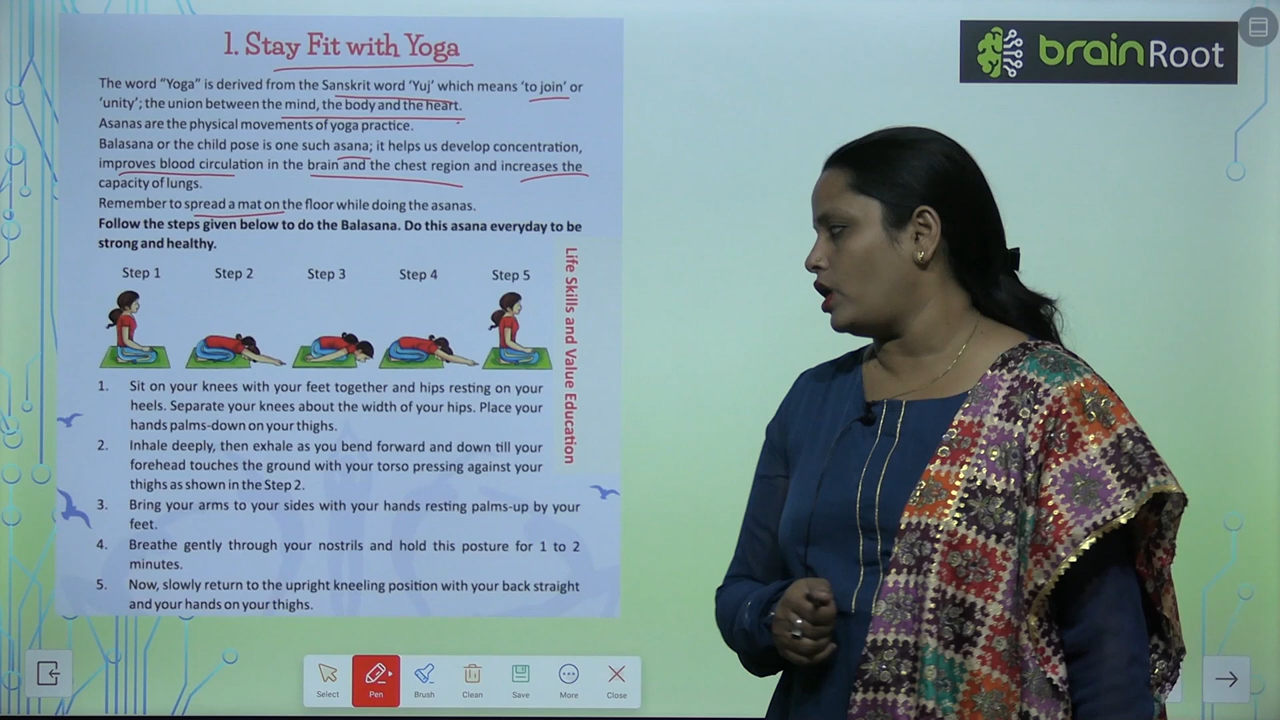 1. Stay Fit with Yoga
The word “Yoga” is derived from the Sanskrit word ‘Yuj’ which means ‘to join’ or
‘unity’; the union between the mind, the body and the heart.
Asanas are the physical movements of yoga practice.
Balasana or the child pose is one such asana; it helps us develop concentration,
improves blood circulation in the brain and the chest region and increases the
capacity of lungs.
Remember to spread a mat on the floor while doing the asanas.
Follow the steps given below to do the Balasana. Do this asana everyday to be
strong and healthy.
Step 1 Step 2 Step 3 Step 4 Step 5
1. Sit on your knees with your feet together and hips resting on your
heels. Separate your knees about the width of your hips. Place your
hands palms-down on your thighs.
2. Inhale deeply, then exhale as you bend forward and down till your
forehead touches the ground with your torso pressing against your
thighs as shown in the Step 2.
3. Bring your arms to your sides with your hands resting palms-up by your
feet.
4. Breathe gently through your nostrils and hold this posture for 1 to 2
minutes.
5. Now, slowly return to the upright kneeling position with your back straight
and your hands on your thighs.
Life Skills and Value Education
brainRoot
Select Pen Brush Clean Save More Close